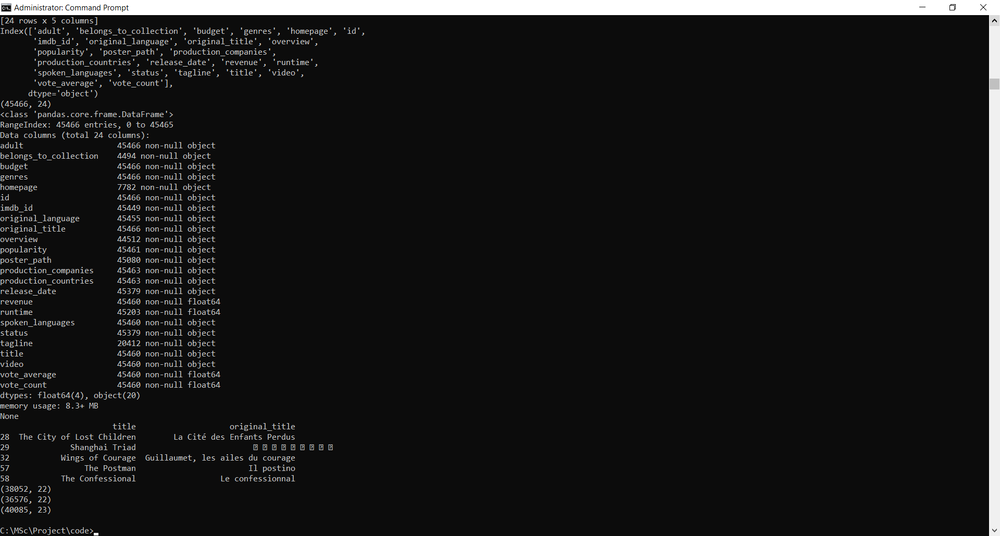 Administrator: Command Prompt
[24 rows x 5 columns]
Index(['adult', 'belongs_to_collection', 'budget', 'genres', 'homepage', 'id',
       'imdb_id', 'original_language', 'original_title', 'overview',
       'popularity', 'poster_path', 'production_companies',
       'production_countries', 'release_date', 'revenue', 'runtime',
       'spoken_languages', 'status', 'tagline', 'title', 'video',
       'vote_average', 'vote_count'],
      dtype='object')
(45466, 24)
<class 'pandas.core.frame.DataFrame'>
RangeIndex: 45466 entries, 0 to 45465
Data columns (total 24 columns):
adult                    45466 non-null object
belongs_to_collection    4494 non-null object
budget                   45466 non-null object
genres                   45466 non-null object
homepage                 7782 non-null object
id                       45466 non-null object
imdb_id                  45449 non-null object
original_language        45455 non-null object
original_title           45466 non-null object
overview                 44512 non-null object
popularity               45461 non-null object
poster_path              45080 non-null object
production_companies     45463 non-null object
production_countries     45463 non-null object
release_date             45379 non-null object
revenue                  45460 non-null float64
runtime                  45203 non-null float64
spoken_languages         45460 non-null object
status                   45379 non-null object
tagline                  20412 non-null object
title                    45460 non-null object
video                    45460 non-null object
vote_average             45460 non-null float64
vote_count               45460 non-null float64
dtypes: float64(4), object(20)
memory usage: 8.3+ MB
None
                        title                    original_title
28  The City of Lost Children        La Cité des Enfants Perdus
29             Shanghai Triad
32           Wings of Courage  Guillaumet, les ailes du courage
57                The Postman                        Il postino
58           The Confessional                  Le confessionnal
(38052, 22)
(36576, 22)
(40085, 23)
C:\MSc\Project\code>